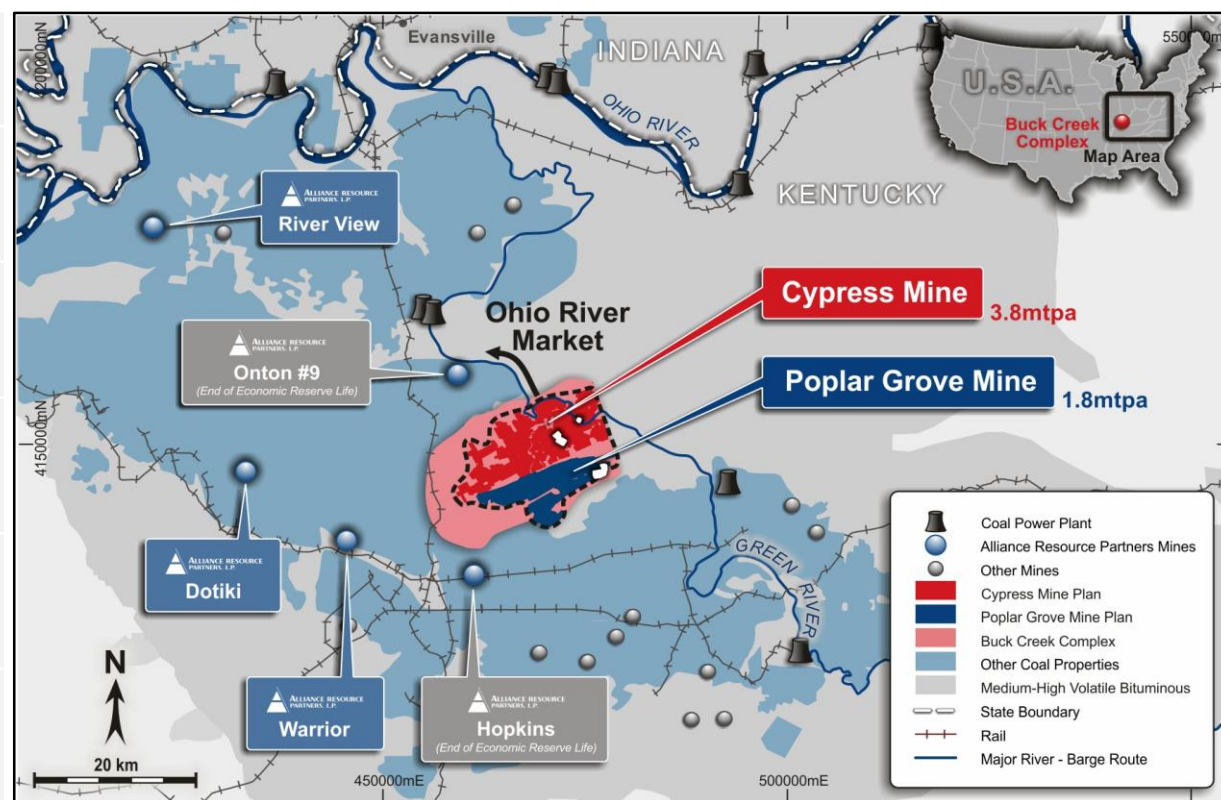 Evansville
INDIANA
OHIO RIVER
KENTUCKY
U.S.A.
Buck Creek
Complex
Map Area
4150000mN
450000mE
500000mE
ALLIANCE RESOURCE
PARTNERS, L.P.
River View
ALLIANCE RESOURCE
PARTNERS, L.P.
Onton #9
(End of Economic Reserve Life)
Ohio River
Market
Cypress Mine
3.8mtpa
Poplar Grove Mine
1.8mtpa
ALLIANCE RESOURCE
PARTNERS, L.P.
Dotiki
ALLIANCE RESOURCE
PARTNERS, L.P.
Warrior
ALLIANCE RESOURCE
PARTNERS, L.P.
Hopkins
(End of Economic Reserve Life)
GREEN RIVER
N
20 km
Coal Power Plant
Alliance Resource Partners Mines
Other Mines
Cypress Mine Plan
Poplar Grove Mine Plan
Buck Creek Complex
Other Coal Properties
Medium-High Volatile Bituminous
State Boundary
Rail
Major River - Barge Route